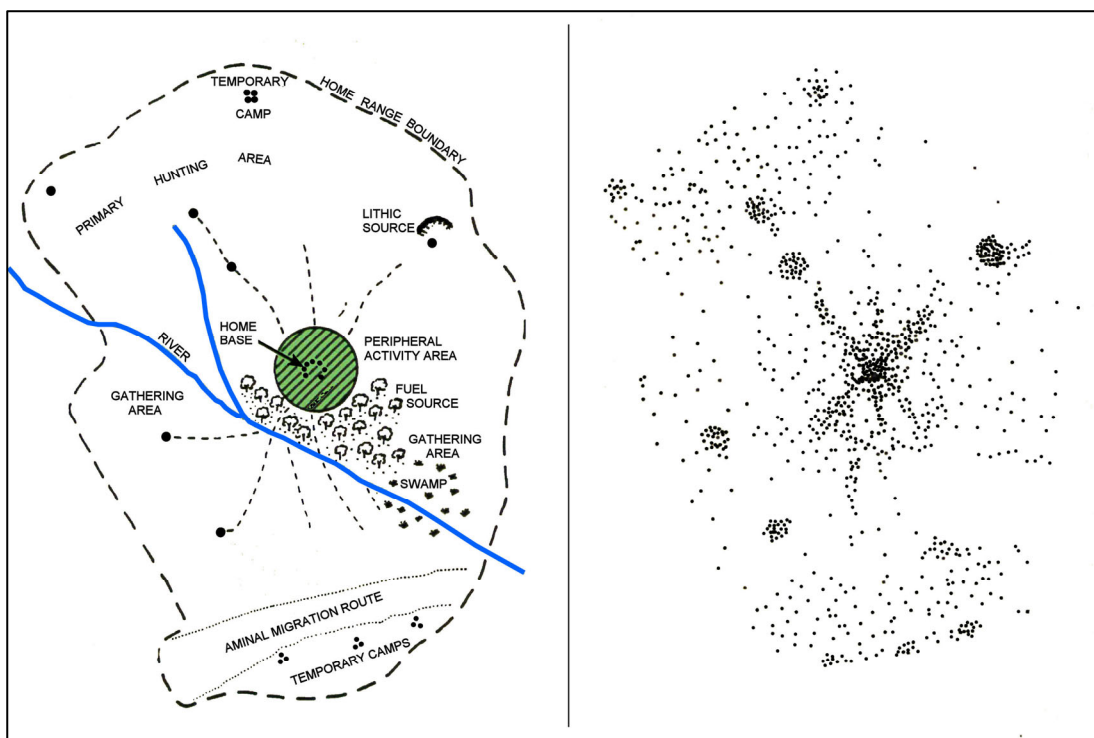 TEMPORARY
CAMP
HOME RANGE BOUNDARY
AREA
HUNTING
PRIMARY
LITHIC
SOURCE
HOME
BASE
PERIPHERAL
ACTIVITY AREA
RIVER
FUEL
SOURCE
GATHERING
AREA
GATHERING
AREA
SWAMP
AMINAL MIGRATION ROUTE
TEMPORARY CAMPS